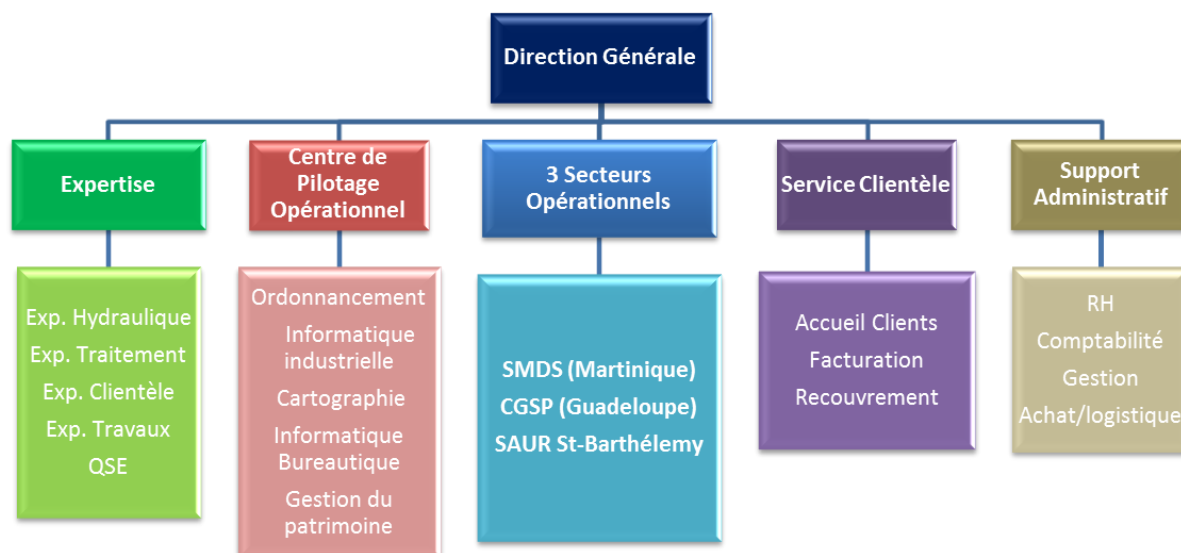 Direction Générale
Expertise
Centre de
Pilotage
Opérationnel
3 Secteurs
Opérationnels
Service Clientèle
Support
Administratif
Exp. Hydraulique
Exp. Traitement
Exp. Clientèle
Exp. Travaux
QSE
Ordonnancement
Informatique
industrielle
Cartographie
Informatique
Bureautique
Gestion du
patrimoine
SMDS (Martinique)
CGSP (Guadeloupe)
SAUR St-Barthélemy
Accueil Clients
Facturation
Recouvrement
RH
Comptabilité
Gestion
Achat/logistique